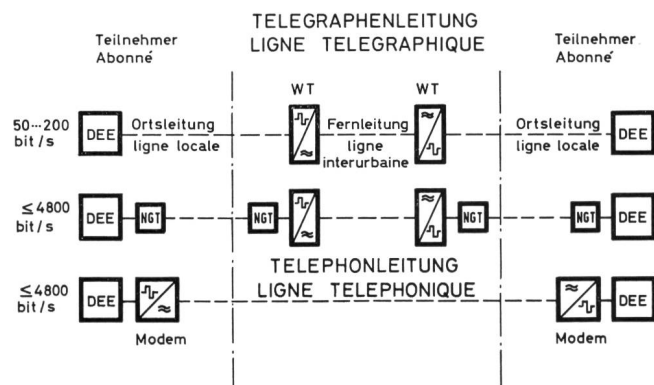 TELEGRAPHENLEITUNG
LIGNE TELEGRAPHIQUE
Teilnehmer
Abonné
Teilnehmer
Abonné
WT WT
50···200
bit/s
DEE Ortsleitung
ligne locale
Fernleitung
ligne
interurbaine
Ortsleitung
ligne locale
DEE
≤4800
bit/s
DEE NGT NGT NGT NGT DEE
TELEPHONLEITUNG
LIGNE TELEPHONIQUE
≤4800
bit/s
DEE DEE
Modem Modem